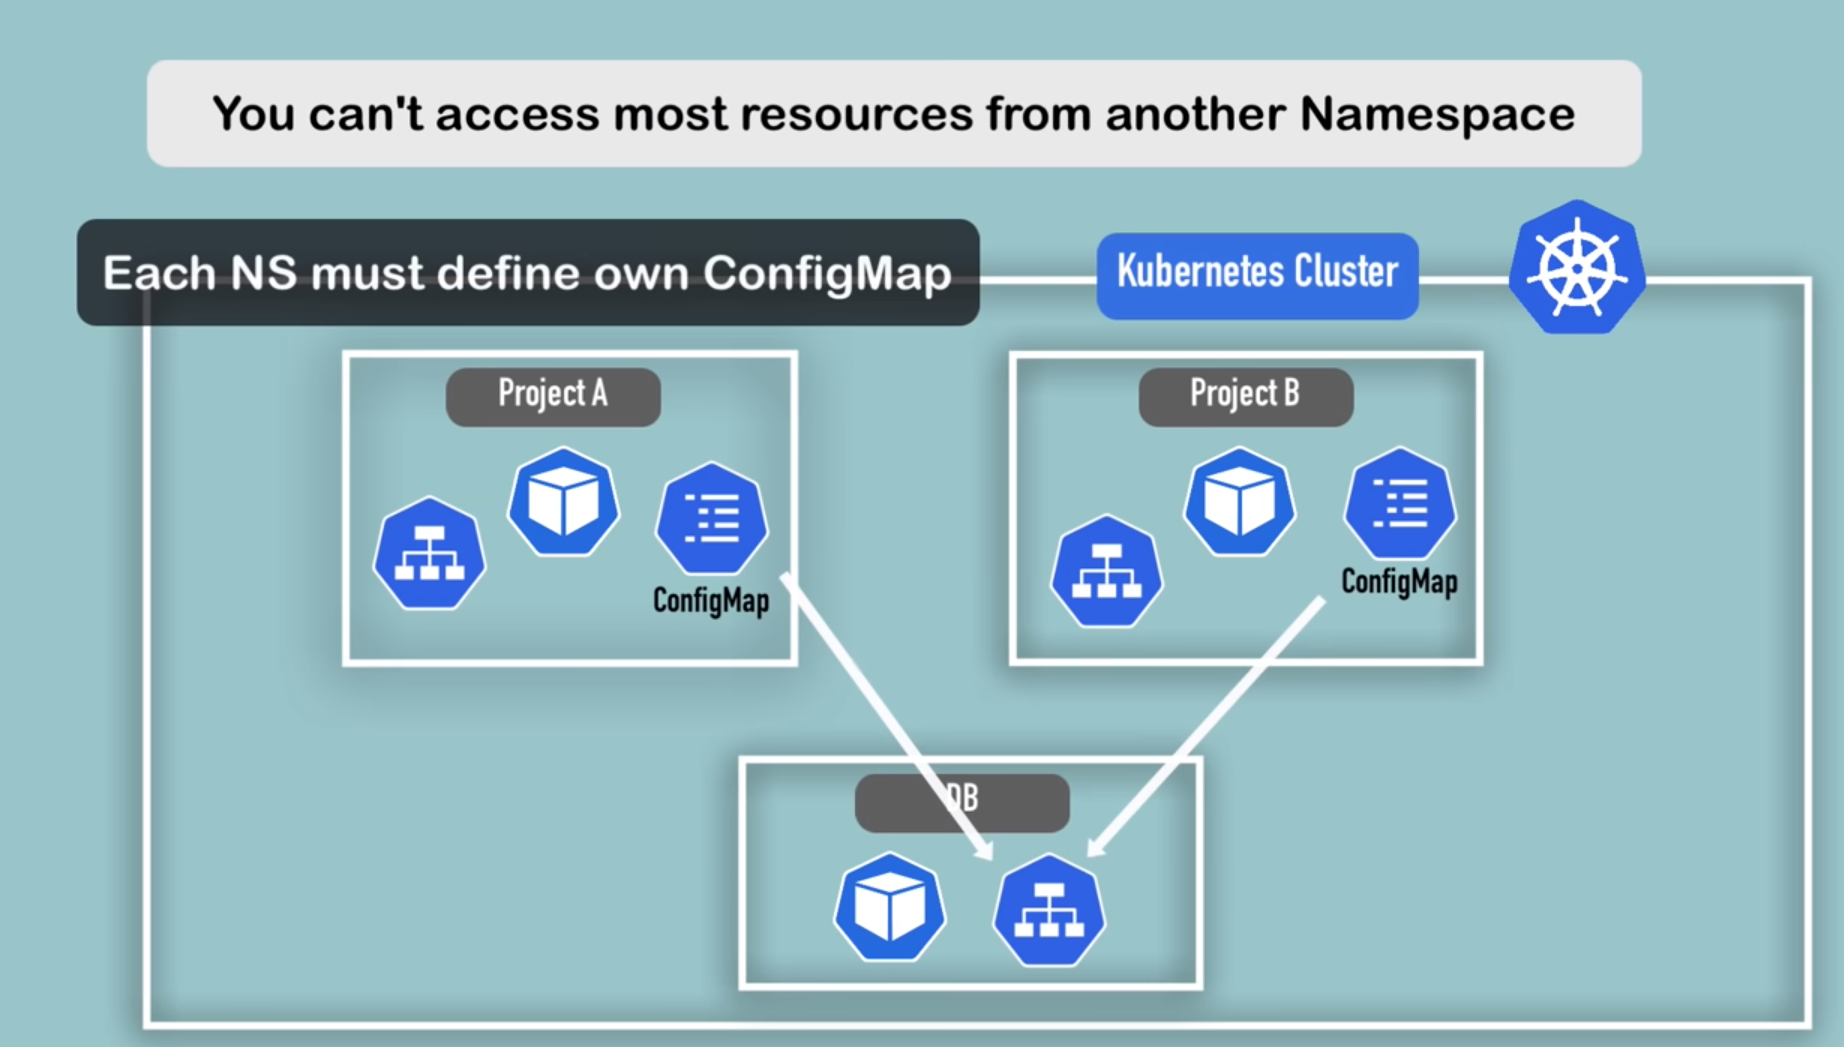 You can't access most resources from another Namespace
Each NS must define own ConfigMap
Kubernetes Cluster
Project A
ConfigMap
Project B
ConfigMap
DB